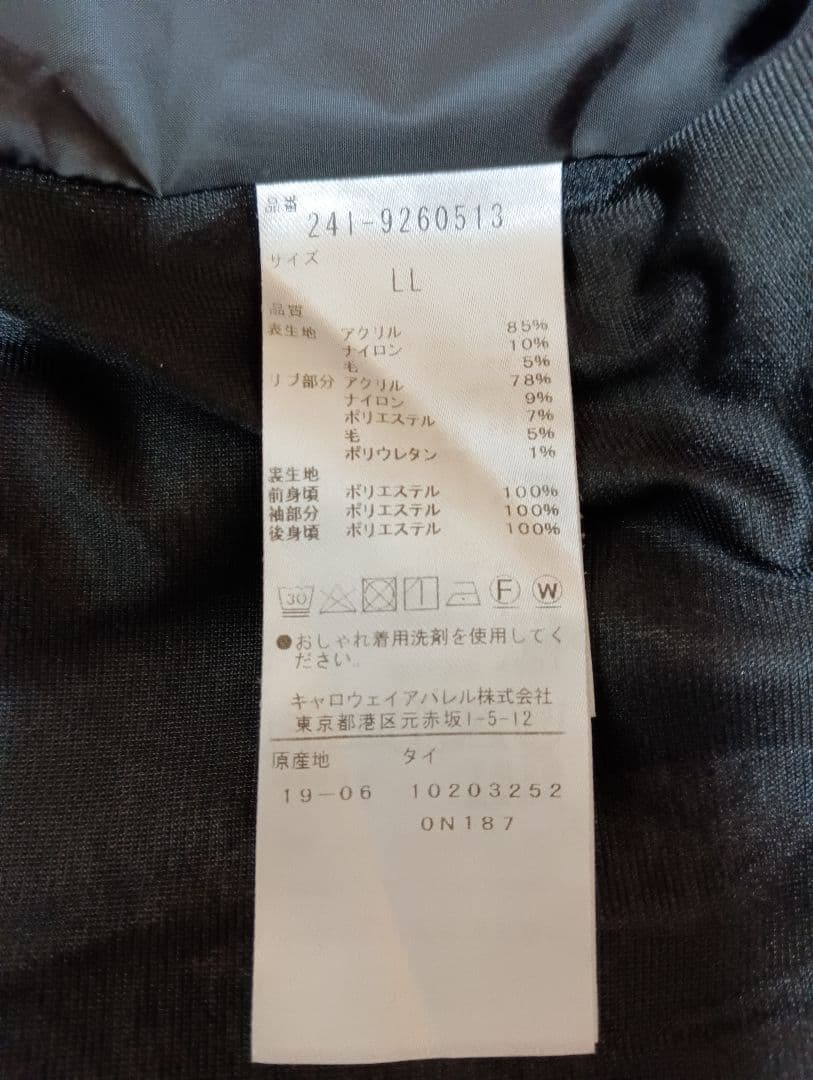 品番 241-9260513
サイズ
LL
品質
表生地 アクリル 85%
ナイロン 10%
毛 5%
リブ部分 アクリル 78%
ナイロン 9%
ポリエステル 7%
毛 5%
ポリウレタン 1%
裏生地
前身頃 ポリエステル 100%
袖部分 ポリエステル 100%
後身頃 ポリエステル 100%
30 F W
●おしゃれ着用洗剤を使用してく
ださい。
キャロウェイアパレル株式会社
東京都港区元赤坂1-5-12
原産地 タイ
19-06 10203252
0N187